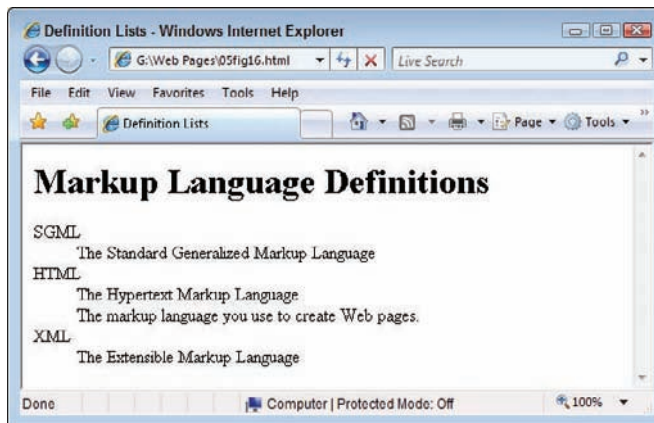 Definition Lists - Windows Internet Explorer
G:\Web Pages\05fig16.html
Live Search
File Edit View Favorites Tools Help
Definition Lists
Page
Tools
»
Markup Language Definitions
SGML
The Standard Generalized Markup Language
HTML
The Hypertext Markup Language
The markup language you use to create Web pages.
XML
The Extensible Markup Language
Done
Computer | Protected Mode: Off
100%